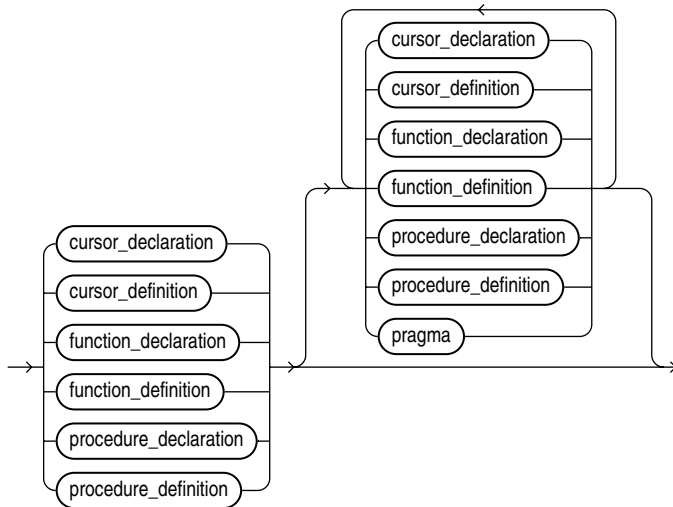 cursor_declaration
cursor_definition
function_declaration
function_definition
procedure_declaration
procedure_definition
pragma
cursor_declaration
cursor_definition
function_declaration
function_definition
procedure_declaration
procedure_definition